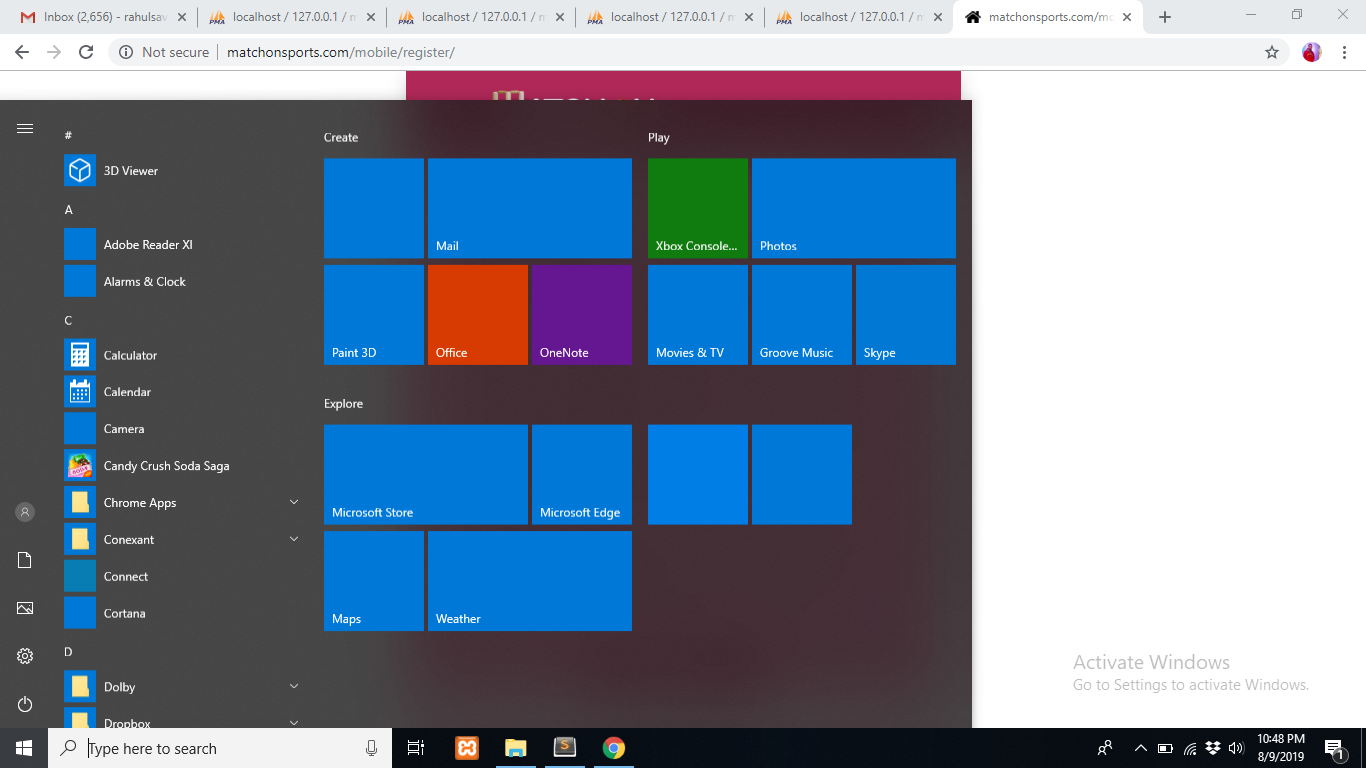 Inbox (2,656) - rahulsav
localhost / 127.0.0.1 / m
localhost / 127.0.0.1 / m
localhost / 127.0.0.1 / m
localhost / 127.0.0.1 / m
matchonsports.com/mo
Not secure
matchonsports.com/mobile/register/
#
3D Viewer
A
Adobe Reader XI
Alarms & Clock
C
Calculator
Calendar
Camera
Candy Crush Soda Saga
Chrome Apps
Conexant
Connect
Cortana
D
Dolby
Dropbox
Create
Mail
Paint 3D
Office
OneNote
Play
Xbox Console...
Photos
Movies & TV
Groove Music
Skype
Explore
Microsoft Store
Microsoft Edge
Maps
Weather
Activate Windows
Go to Settings to activate Windows.
Type here to search
10:48 PM
8/9/2019
1